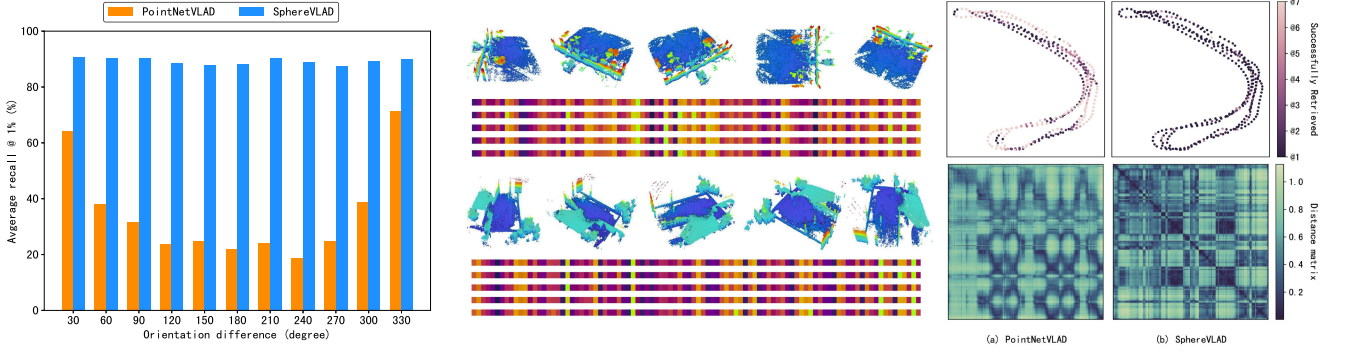 PointNetVLAD SphereVLAD
Avgerage recall @ 1% (%)
100
80
60
40
20
0
30 60 90 120 150 180 210 240 270 300 330
Orientation difference (degree)
@7
@6
@5
@4
@3
@2
@1
Successfully Retrieved
1.0
0.8
0.6
0.4
0.2
Distance matrix
(a) PointNetVLAD (b) SphereVLAD